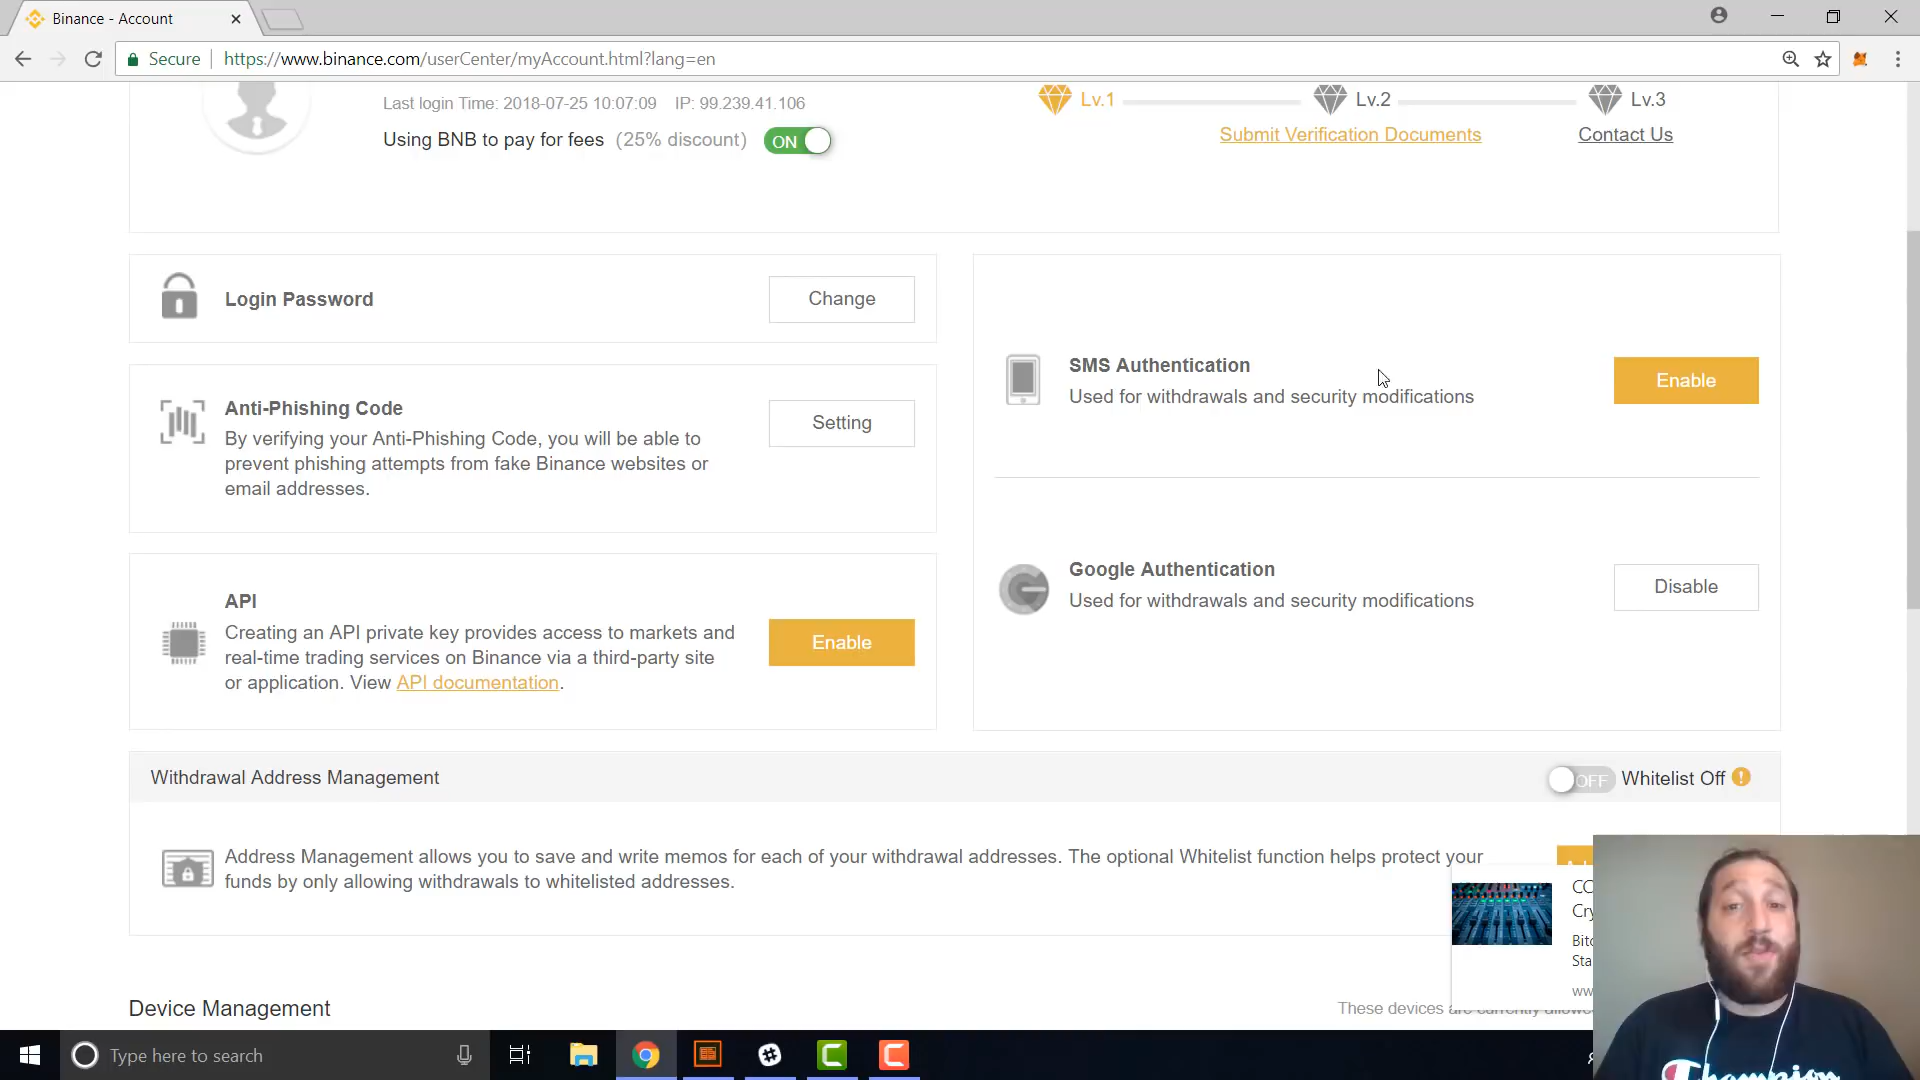 Binance - Account
Secure
https://www.binance.com/userCenter/myAccount.html?lang=en
Last login Time: 2018-07-25 10:07:09 IP: 99.239.41.106
Lv.1
Lv.2
Lv.3
Using BNB to pay for fees (25% discount)
ON
Submit Verification Documents
Contact Us
Login Password
Change
Anti-Phishing Code
By verifying your Anti-Phishing Code, you will be able to
prevent phishing attempts from fake Binance websites or
email addresses.
Setting
API
Creating an API private key provides access to markets and
real-time trading services on Binance via a third-party site
or application. View API documentation.
Enable
SMS Authentication
Used for withdrawals and security modifications
Enable
Google Authentication
Used for withdrawals and security modifications
Disable
Withdrawal Address Management
OFF
Whitelist Off
Address Management allows you to save and write memos for each of your withdrawal addresses. The optional Whitelist function helps protect your
funds by only allowing withdrawals to whitelisted addresses.
Device Management
These devices are currently
Type here to search
Champion